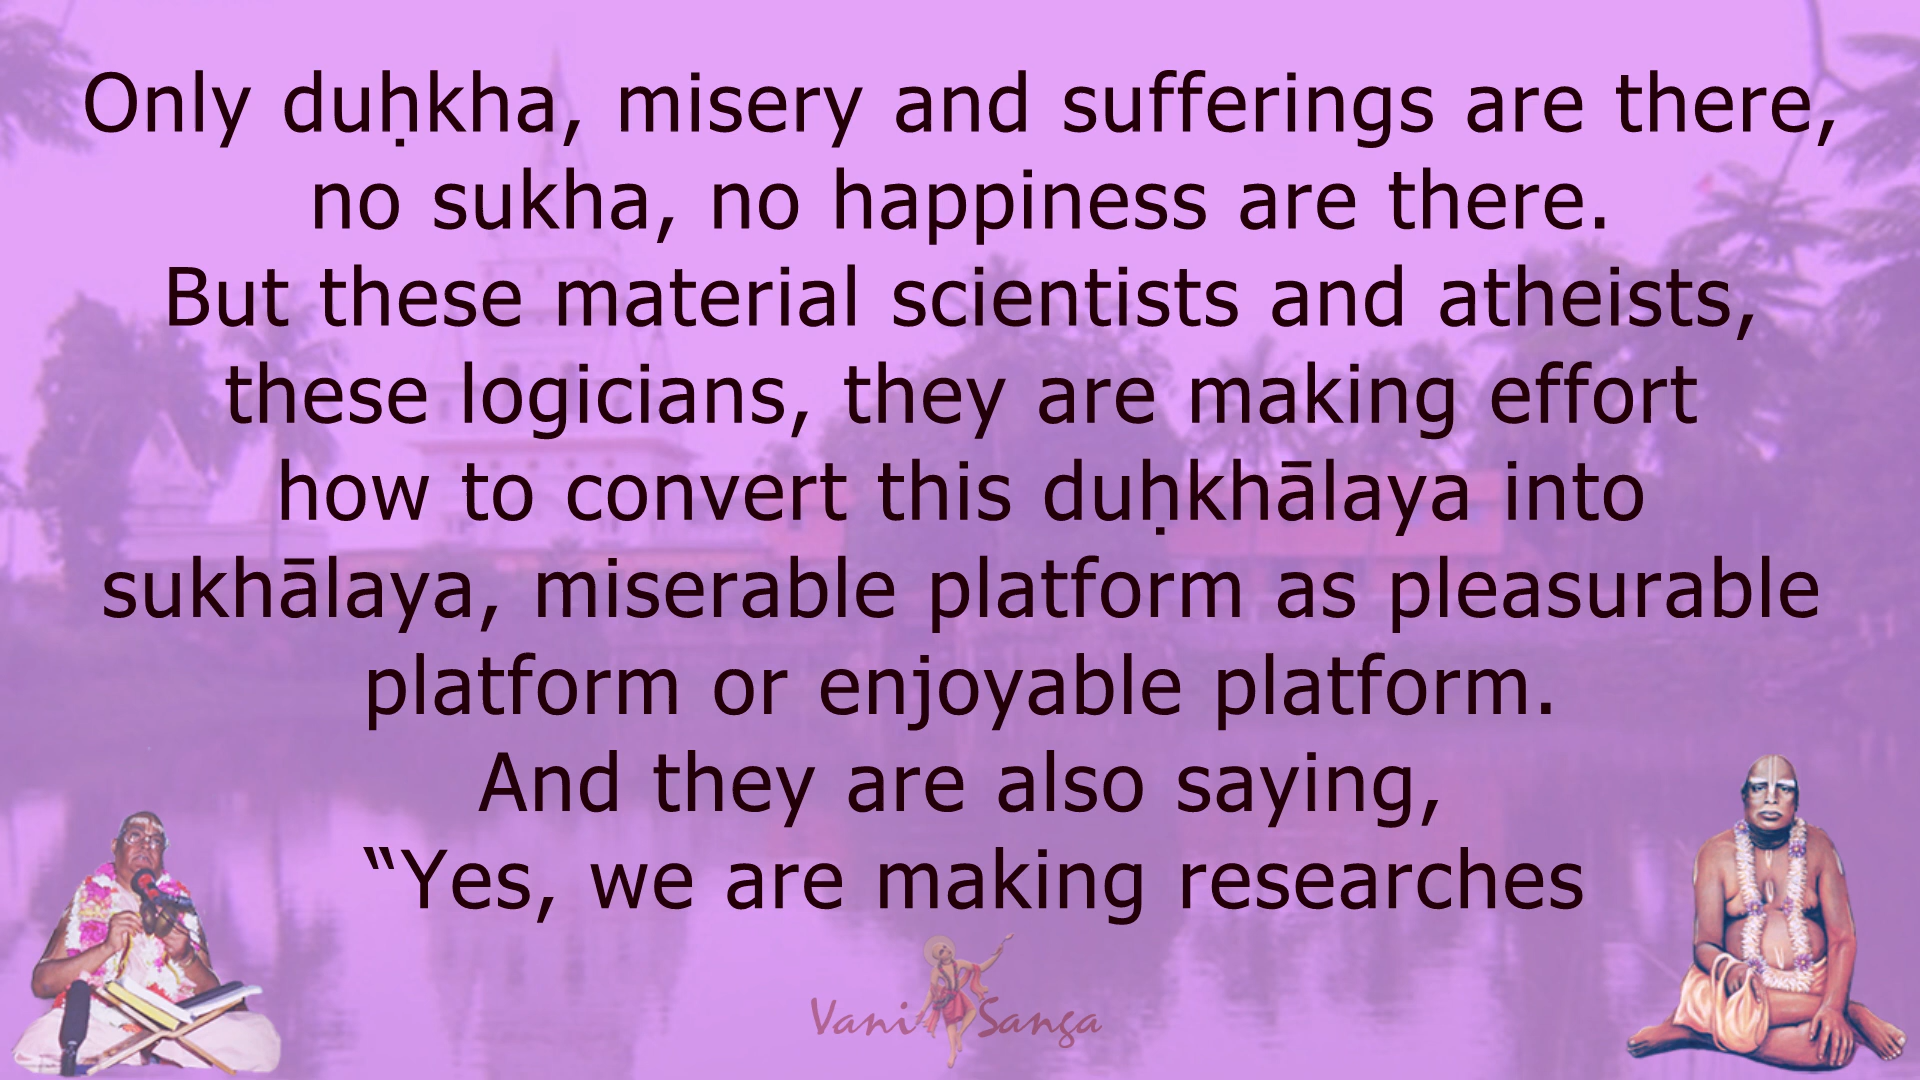 Only duḥkha, misery and sufferings are there,
no sukha, no happiness are there.
But these material scientists and atheists,
these logicians, they are making effort
how to convert this duḥkhālaya into
sukhālaya, miserable platform as pleasurable
platform or enjoyable platform.
And they are also saying,
“Yes, we are making researches
Vani Sanga